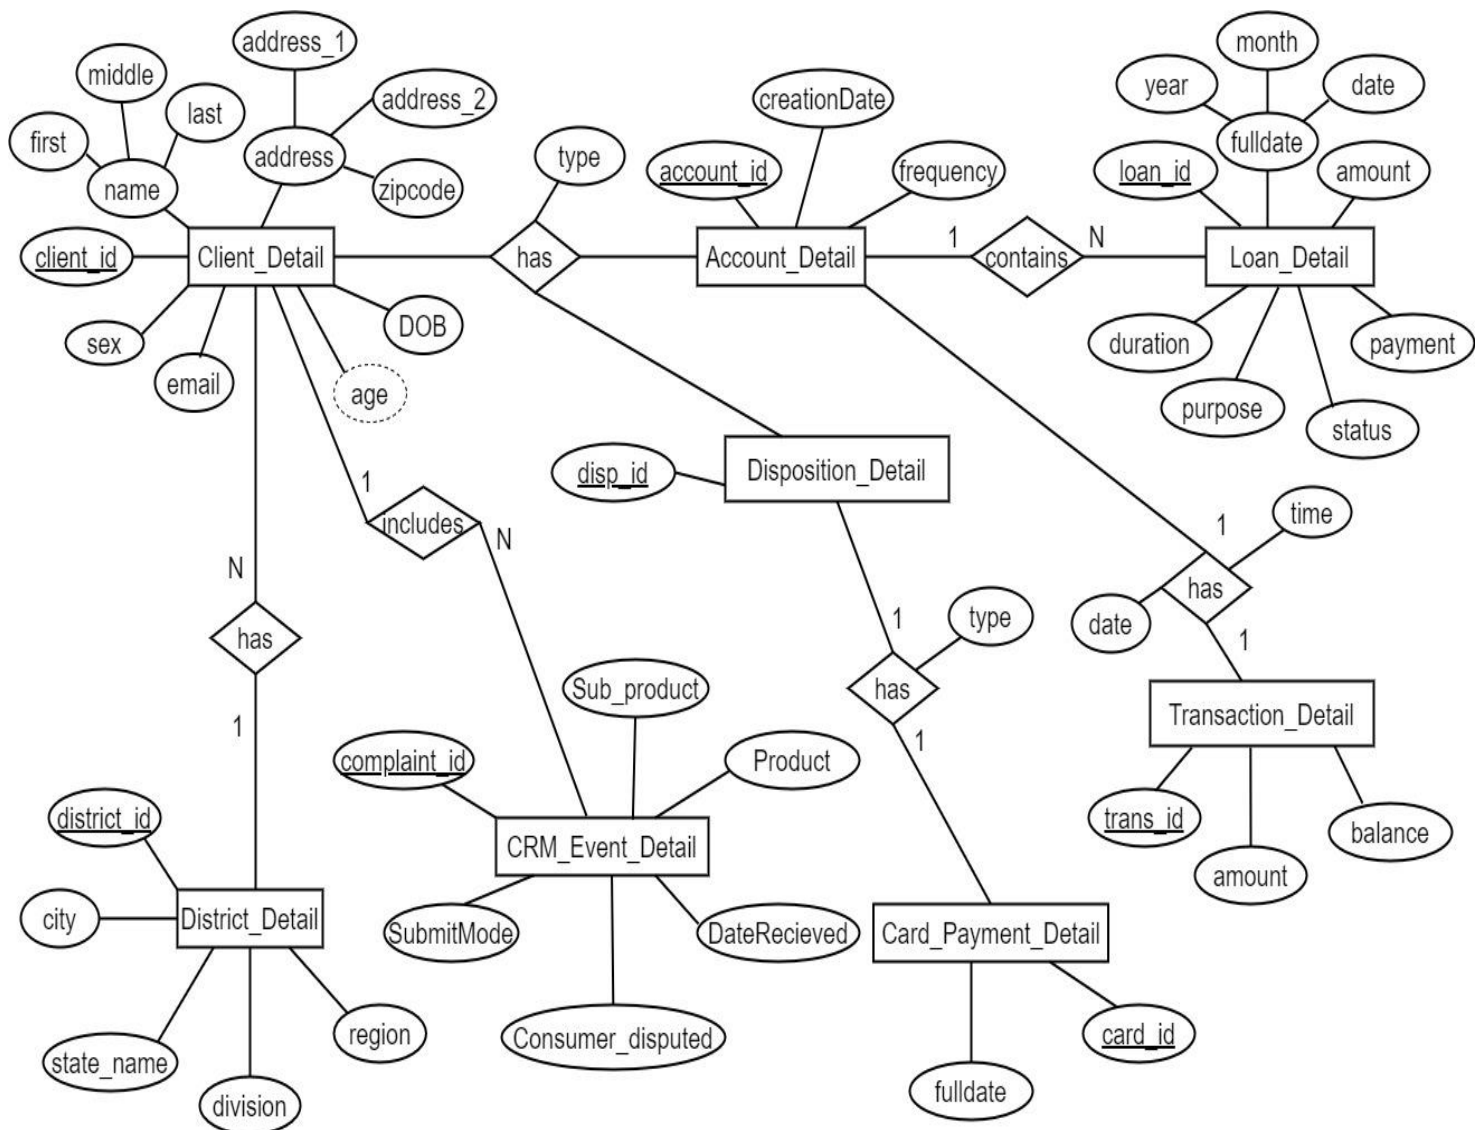 address_1
month
middle
address_2
creationDate
year
date
last
first
address
type
fulldate
account_id
frequency
loan_id
amount
name
zipcode
client_id
Client_Detail
has
Account_Detail
1
contains
N
Loan_Detail
DOB
sex
email
age
duration
payment
purpose
status
disp_id
Disposition_Detail
1
includes
N
1
time
has
date
1
N
has
1
type
has
1
1
Sub_product
Transaction_Detail
complaint_id
Product
district_id
trans_id
balance
CRM_Event_Detail
amount
city
District_Detail
SubmitMode
DateRecieved
Card_Payment_Detail
state_name
region
Consumer_disputed
card_id
division
fulldate